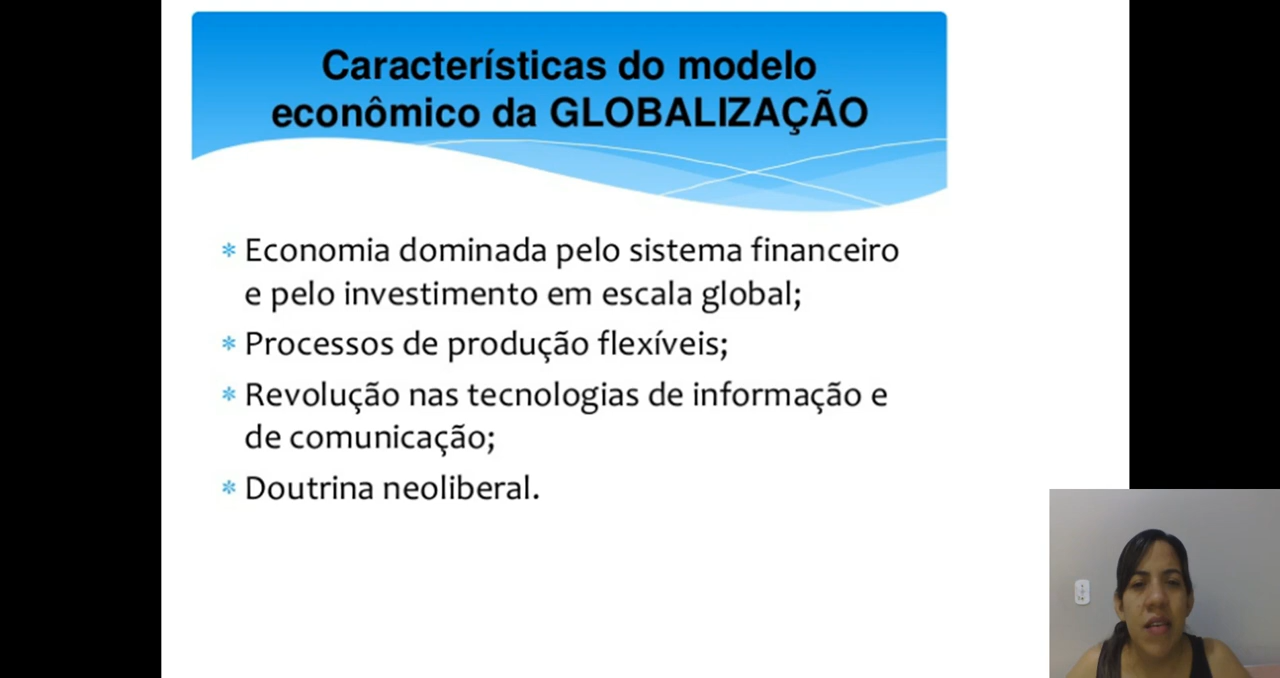 Características do modelo
econômico da GLOBALIZAÇÃO
* Economia dominada pelo sistema financeiro
e pelo investimento em escala global;
* Processos de produção flexíveis;
* Revolução nas tecnologias de informação e
de comunicação;
* Doutrina neoliberal.